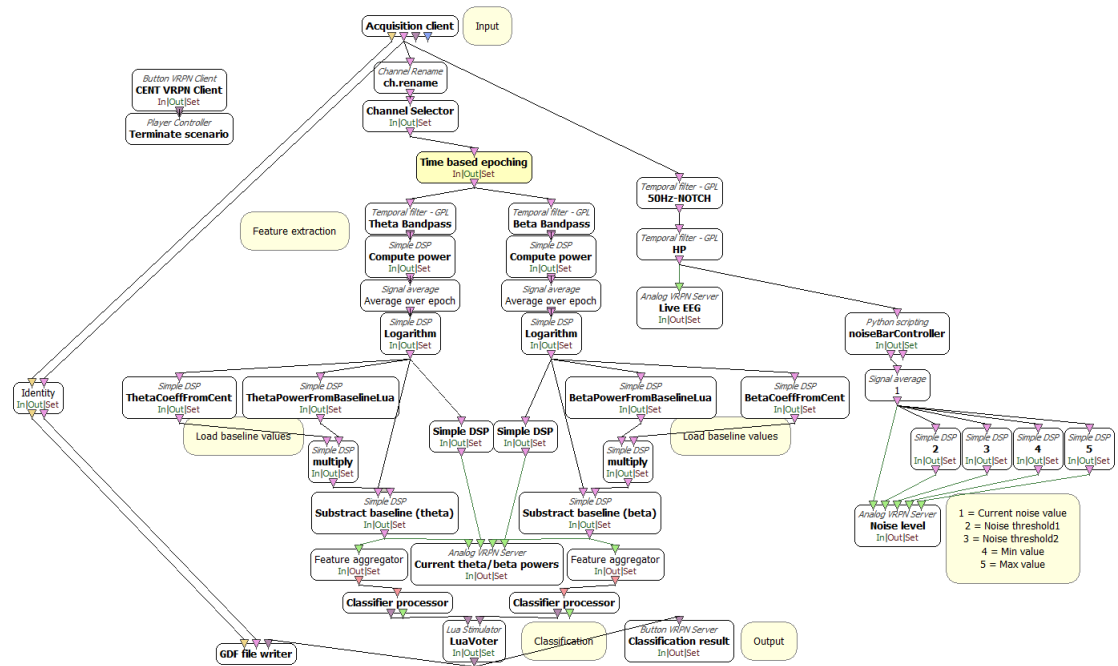 Acquisition client
Input
Channel Rename
ch.rename
Button VRPN Client
CENT VRPN Client
In|Out|Set
Channel Selector
In|Out|Set
Player Controller
Terminate scenario
Time based epoching
In|Out|Set
Temporal filter - GPL
50Hz-NOTCH
In|Out|Set
Feature extraction
Temporal filter - GPL
Theta Bandpass
Temporal filter - GPL
Beta Bandpass
Simple DSP
Compute power
In|Out|Set
Simple DSP
Compute power
In|Out|Set
Temporal filter - GPL
HP
In|Out|Set
Signal average
Average over epoch
Signal average
Average over epoch
Analog VRPN Server
Live EEG
In|Out|Set
Simple DSP
Logarithm
In|Out|Set
Simple DSP
Logarithm
In|Out|Set
Python scripting
noiseBarController
In|Out|Set
Identity
In|Out|Set
Simple DSP
ThetaCoeffFromCent
In|Out|Set
Simple DSP
ThetaPowerFromBaselineLua
In|Out|Set
Simple DSP
BetaPowerFromBaselineLua
In|Out|Set
Simple DSP
BetaCoeffFromCent
In|Out|Set
Signal average
1
Load baseline values
Simple DSP
In|Out|Set
Simple DSP
In|Out|Set
Load baseline values
Simple DSP
multiply
In|Out|Set
Simple DSP
multiply
In|Out|Set
Simple DSP
2
In|Out|Set
Simple DSP
3
In|Out|Set
Simple DSP
4
In|Out|Set
Simple DSP
5
In|Out|Set
Simple DSP
Substract baseline (theta)
In|Out|Set
Simple DSP
Substract baseline (beta)
In|Out|Set
Analog VRPN Server
Noise level
In|Out|Set
1 = Current noise value
2 = Noise threshold1
3 = Noise threshold2
4 = Min value
5 = Max value
Feature aggregator
In|Out|Set
Analog VRPN Server
Current theta/beta powers
In|Out|Set
Feature aggregator
In|Out|Set
Classifier processor
Classifier processor
Lua Stimulator
LuaVoter
In|Out|Set
Classification
Button VRPN Server
Classification result
In|Out|Set
Output
GDF file writer